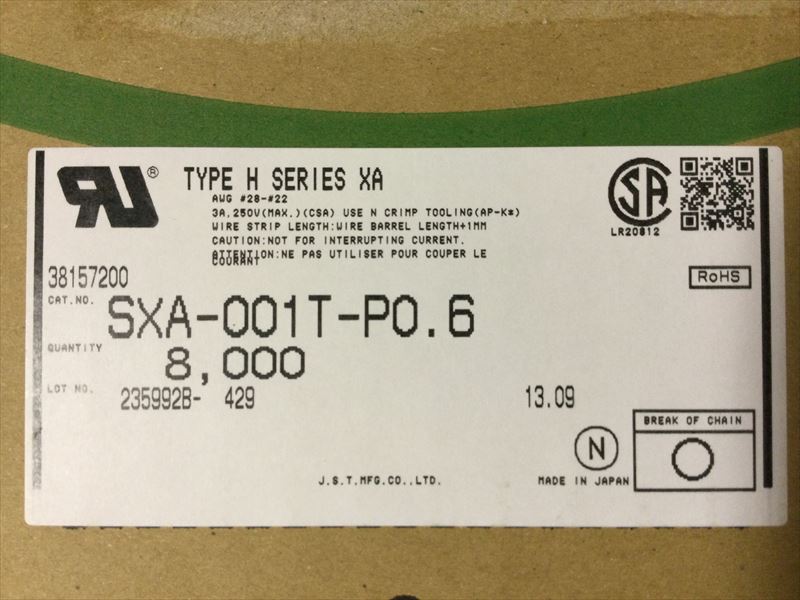 RU ® TYPE H SERIES XA
AWG #28-#22
3A,250V(MAX.)(CSA) USE N CRIMP TOOLING(AP-K*)
WIRE STRIP LENGTH:WIRE BARREL LENGTH+1MM
CAUTION:NOT FOR INTERRUPTING CURRENT.
ATTENTION:NE PAS UTILISER POUR COUPER LE
COURANT
SA
LR20812
RoHS
38157200
CAT.NO. SXA-001T-P0.6
QUANTITY 8,000
LOT NO. 235992B- 429 13.09
BREAK OF CHAIN
N
J.S.T.MFG.CO.,LTD. MADE IN JAPAN